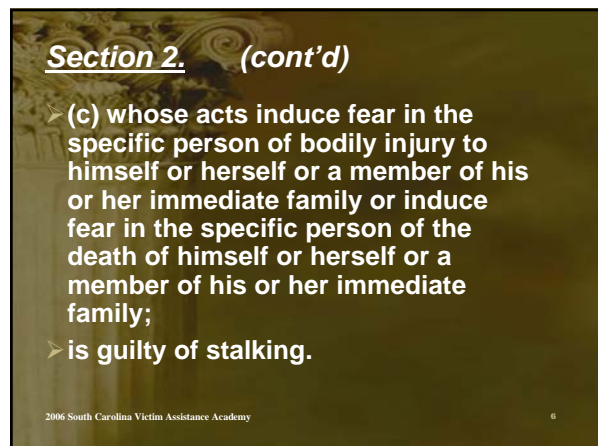 Section 2. (cont’d)
➢ (c) whose acts induce fear in the
specific person of bodily injury to
himself or herself or a member of his
or her immediate family or induce
fear in the specific person of the
death of himself or herself or a
member of his or her immediate
family;
➢ is guilty of stalking.
2006 South Carolina Victim Assistance Academy 6